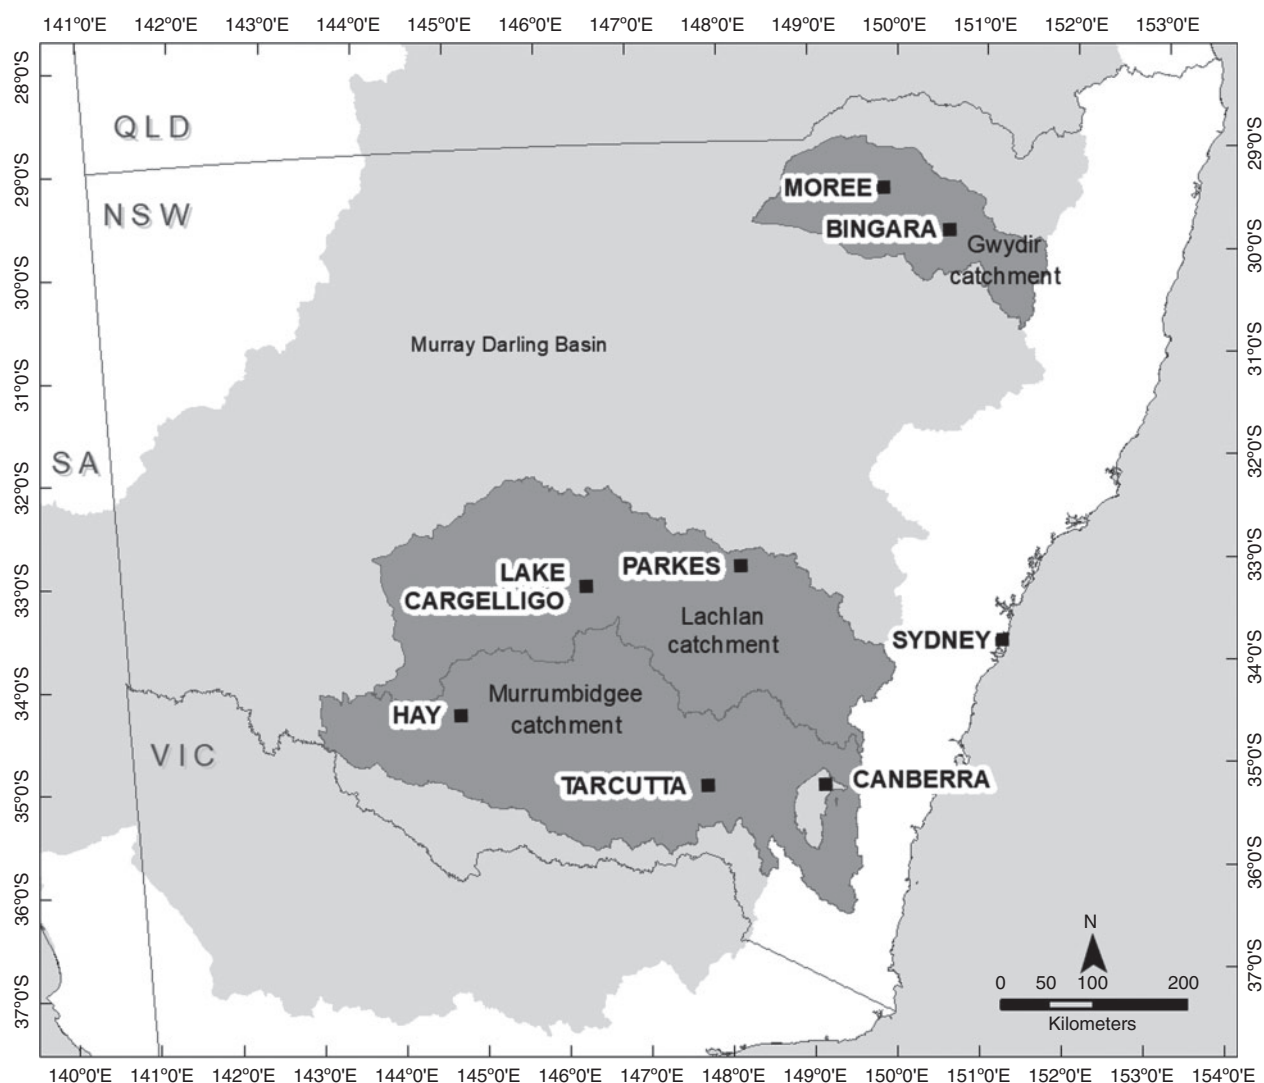 141°0'E 142°0'E 143°0'E 144°0'E 145°0'E 146°0'E 147°0'E 148°0'E 149°0'E 150°0'E 151°0'E 152°0'E 153°0'E
28°0'S
29°0'S
30°0'S
31°0'S
32°0'S
33°0'S
34°0'S
35°0'S
36°0'S
37°0'S
QLD
NSW
SA
VIC
MOREE
BINGARA
Gwydir
catchment
Murray Darling Basin
LAKE
CARGELLIGO
PARKES
Lachlan
catchment
SYDNEY
Murrumbidgee
catchment
HAY
TARCUTTA
CANBERRA
29°0'S
30°0'S
31°0'S
32°0'S
33°0'S
34°0'S
35°0'S
36°0'S
37°0'S
N
0 50 100 200
Kilometers
140°0'E 141°0'E 142°0'E 143°0'E 144°0'E 145°0'E 146°0'E 147°0'E 148°0'E 149°0'E 150°0'E 151°0'E 152°0'E 153°0'E 154°0'E